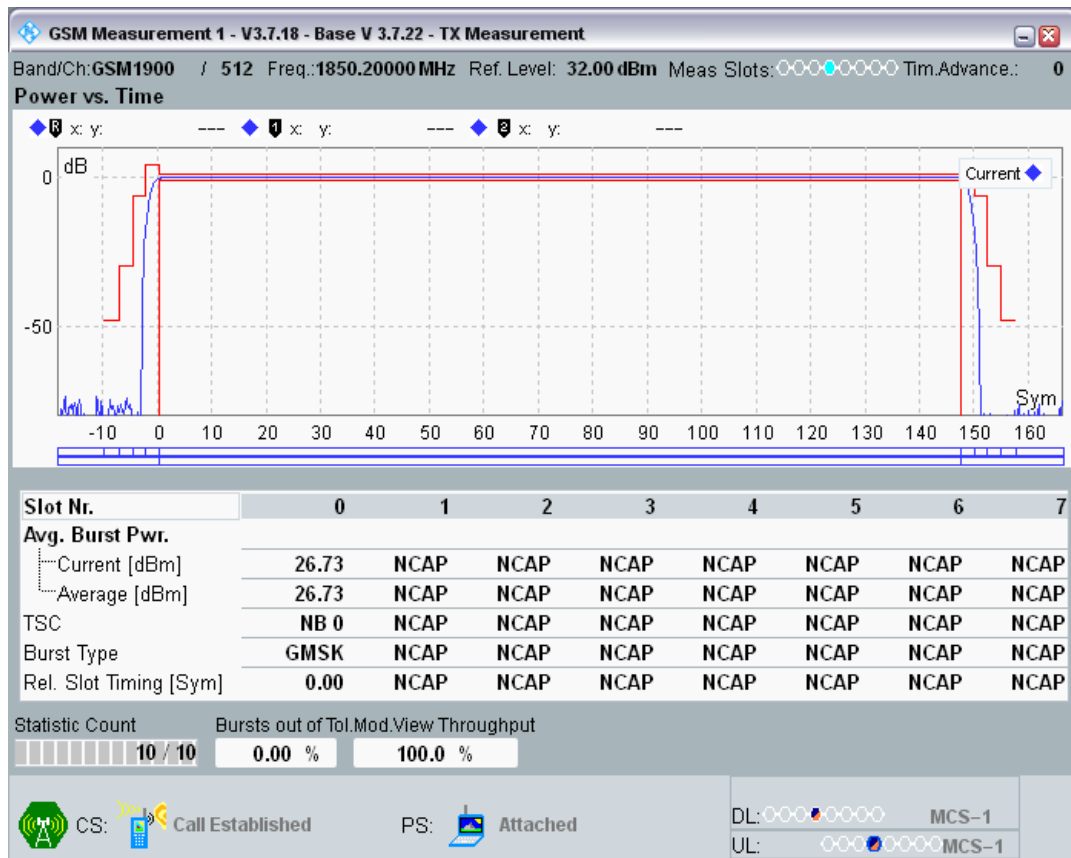 GSM Measurement 1 - V3.7.18 - Base V 3.7.22 - TX Measurement
Band/Ch:GSM1900 / 512 Freq.:1850.20000 MHz Ref. Level: 32.00 dBm Meas Slots: Tim.Advance.: 0
Power vs. Time
R x: y: --- 1 x: y: --- 2 x: y: ---
dB
0
Current
-50
Sym
-10 0 10 20 30 40 50 60 70 80 90 100 110 120 130 140 150 160
Slot Nr. 0 1 2 3 4 5 6 7
Avg. Burst Pwr.
Current [dBm] 26.73 NCAP NCAP NCAP NCAP NCAP NCAP NCAP
Average [dBm] 26.73 NCAP NCAP NCAP NCAP NCAP NCAP NCAP
TSC NB 0 NCAP NCAP NCAP NCAP NCAP NCAP NCAP
Burst Type GMSK NCAP NCAP NCAP NCAP NCAP NCAP NCAP
Rel. Slot Timing [Sym] 0.00 NCAP NCAP NCAP NCAP NCAP NCAP NCAP
Statistic Count Bursts out of Tol.Mod.View Throughput
10 / 10 0.00 % 100.0 %
CS: Call Established PS: Attached
DL: MCS-1
UL: MCS-1